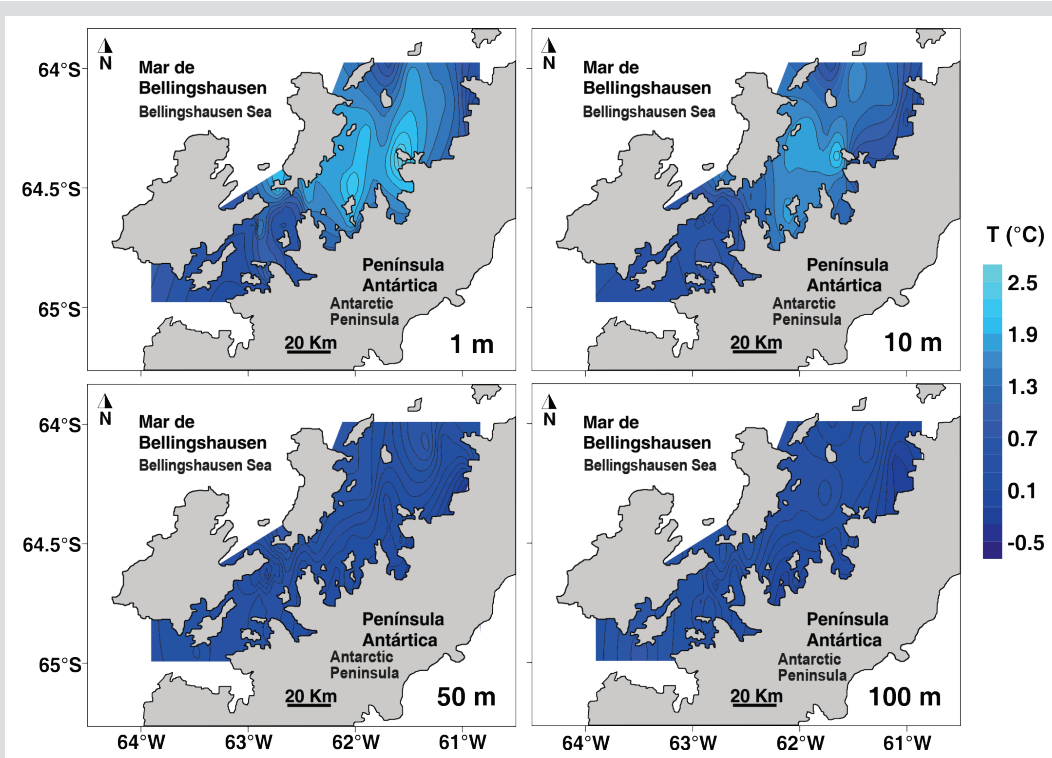 N
Mar de
Bellingshausen
Bellingshausen Sea
64°S
64.5°S
65°S
Península
Antártica
Antarctic
Peninsula
20 Km
1 m
N
Mar de
Bellingshausen
Bellingshausen Sea
Península
Antártica
Antarctic
Peninsula
20 Km
10 m
T (°C)
2.5
1.9
1.3
0.7
0.1
-0.5
N
Mar de
Bellingshausen
Bellingshausen Sea
64°S
64.5°S
65°S
Península
Antártica
Antarctic
Peninsula
20 Km
50 m
64°W
63°W
62°W
61°W
N
Mar de
Bellingshausen
Bellingshausen Sea
Península
Antártica
Antarctic
Peninsula
20 Km
100 m
64°W
63°W
62°W
61°W